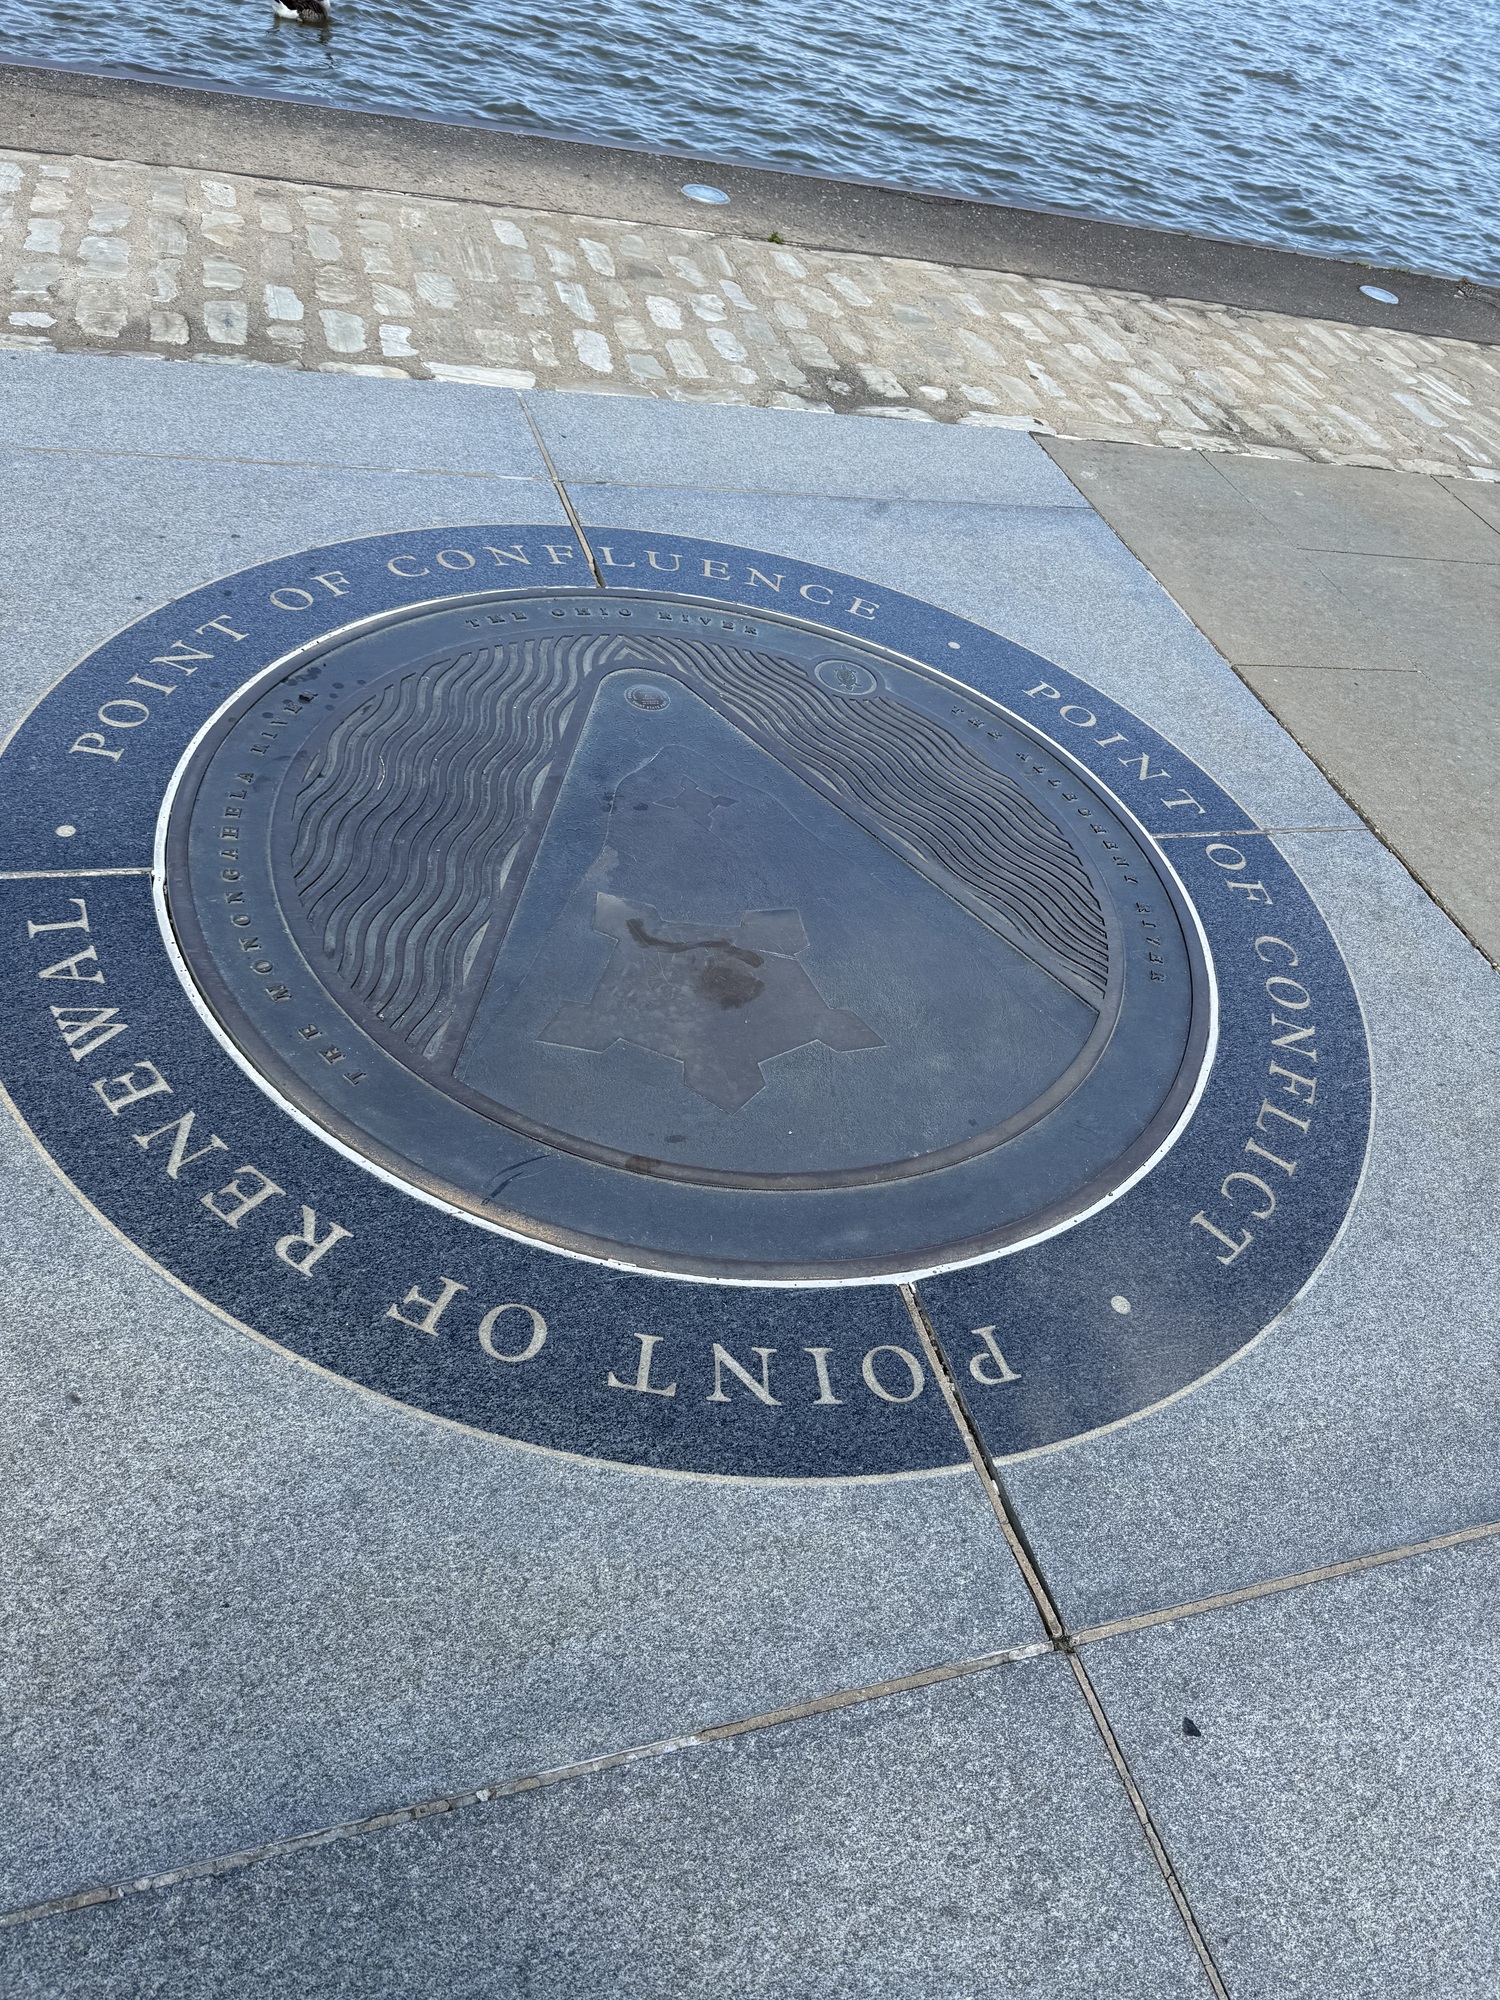 POINT OF CONFLUENCE
POINT OF CONFLICT
POINT OF RENEWAL
THE OHIO RIVER
THE ALLEGHENY RIVER
THE MONONGAHELA RIVER